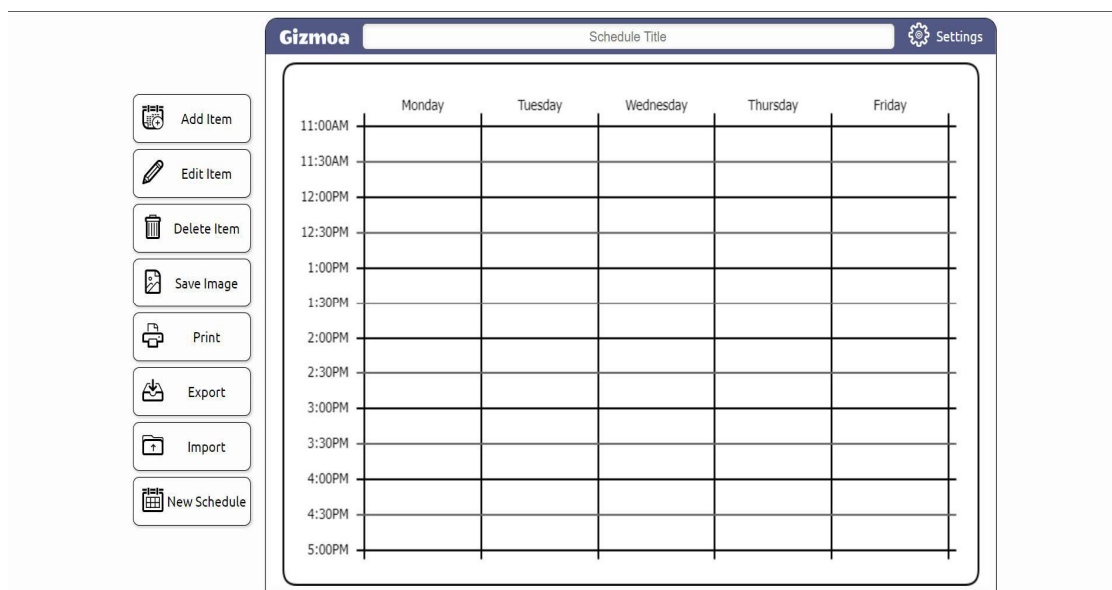 Gizmoa Schedule Title Settings
Add Item
Edit Item
Delete Item
Save Image
Print
Export
Import
New Schedule
Monday Tuesday Wednesday Thursday Friday
11:00AM
11:30AM
12:00PM
12:30PM
1:00PM
1:30PM
2:00PM
2:30PM
3:00PM
3:30PM
4:00PM
4:30PM
5:00PM